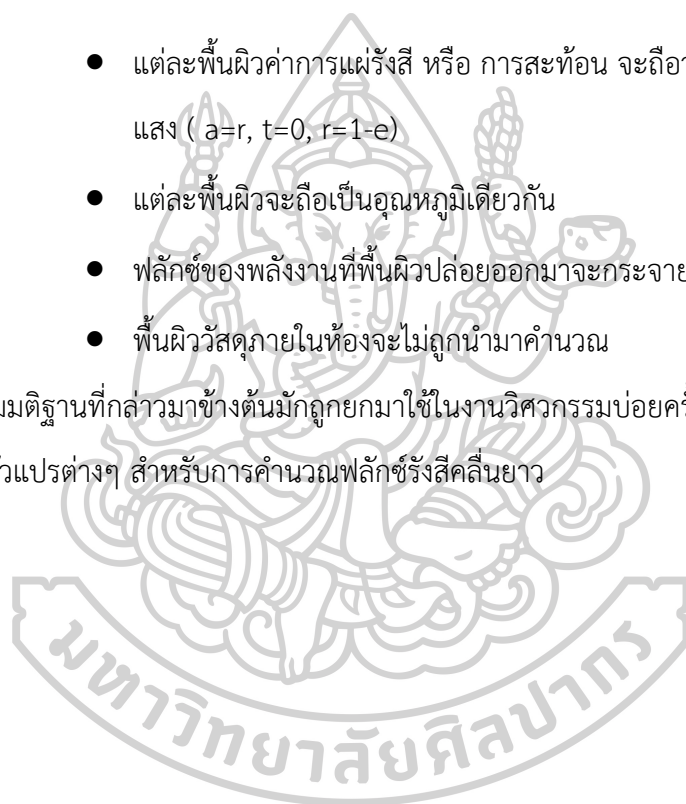 ● แต่ละพื้นผิวค่าการแผ่รังสี หรือ การสะท้อน จะถือ
แสง ( a=r, t=0, r=1-e)
● แต่ละพื้นผิวจะถือเป็นอุณหภูมิเดียวกัน
● ฟลักซ์ของพลังงานที่พื้นผิวปล่อยออกมาจะกระจาย
● พื้นผิววัสดุภายในห้องจะไม่ถูกนำมาคำนวณ
มมติฐานที่กล่าวมาข้างต้นมักถูกยกมาใช้ในงานวิศวกรรมบ่อยครั
ัวแปรต่างๆ สำหรับการคำนวณฟลักซ์รังสีคลื่นยาว
มหาวิทยาลัยศิลปากร